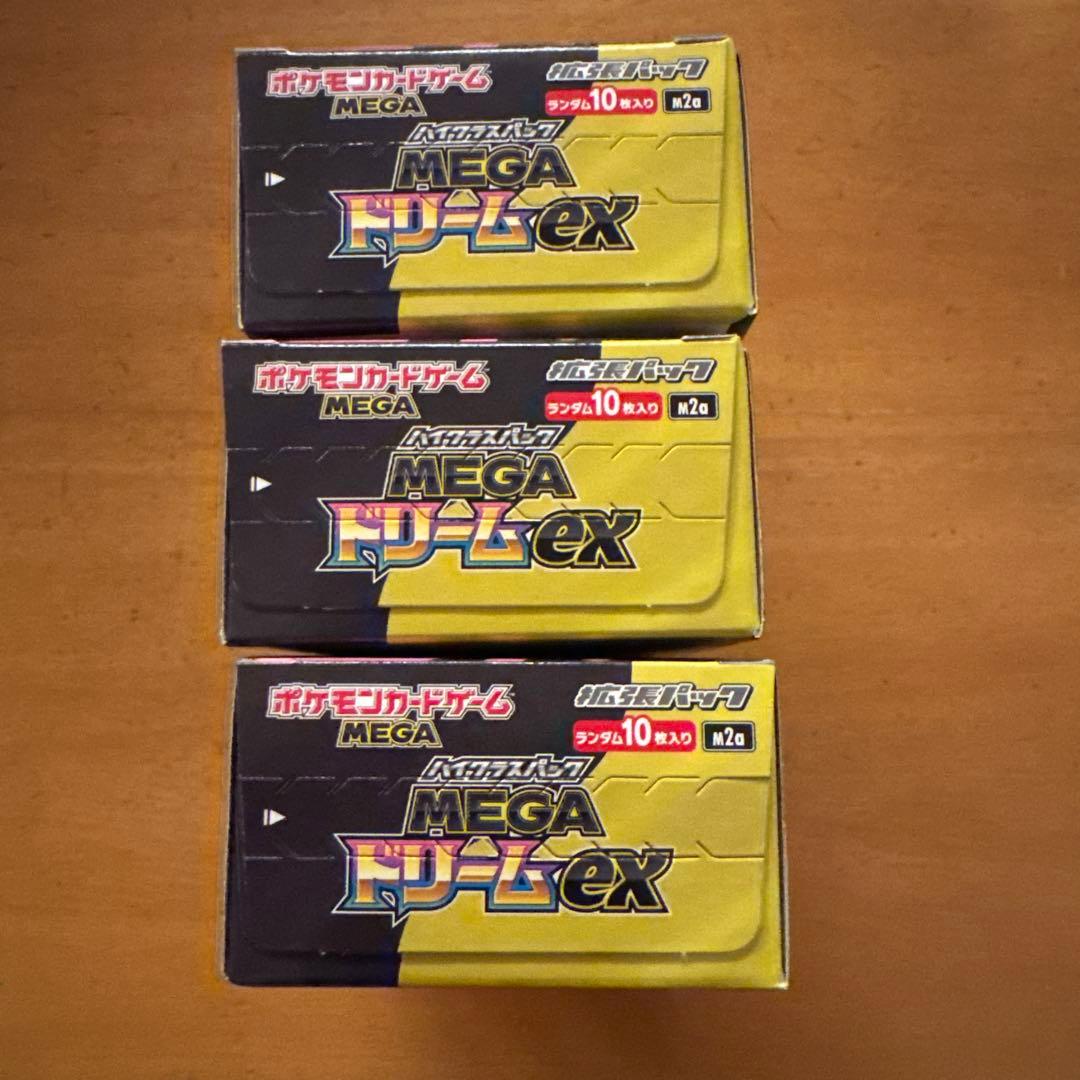 ポケモンカードゲーム
MEGA
拡張パック
ランダム10枚入り M2a
ハイクラスパック
MEGA
ドリームex
ポケモンカードゲーム
MEGA
拡張パック
ランダム10枚入り M2a
ハイクラスパック
MEGA
ドリームex
ポケモンカードゲーム
MEGA
拡張パック
ランダム10枚入り M2a
ハイクラスパック
MEGA
ドリームex